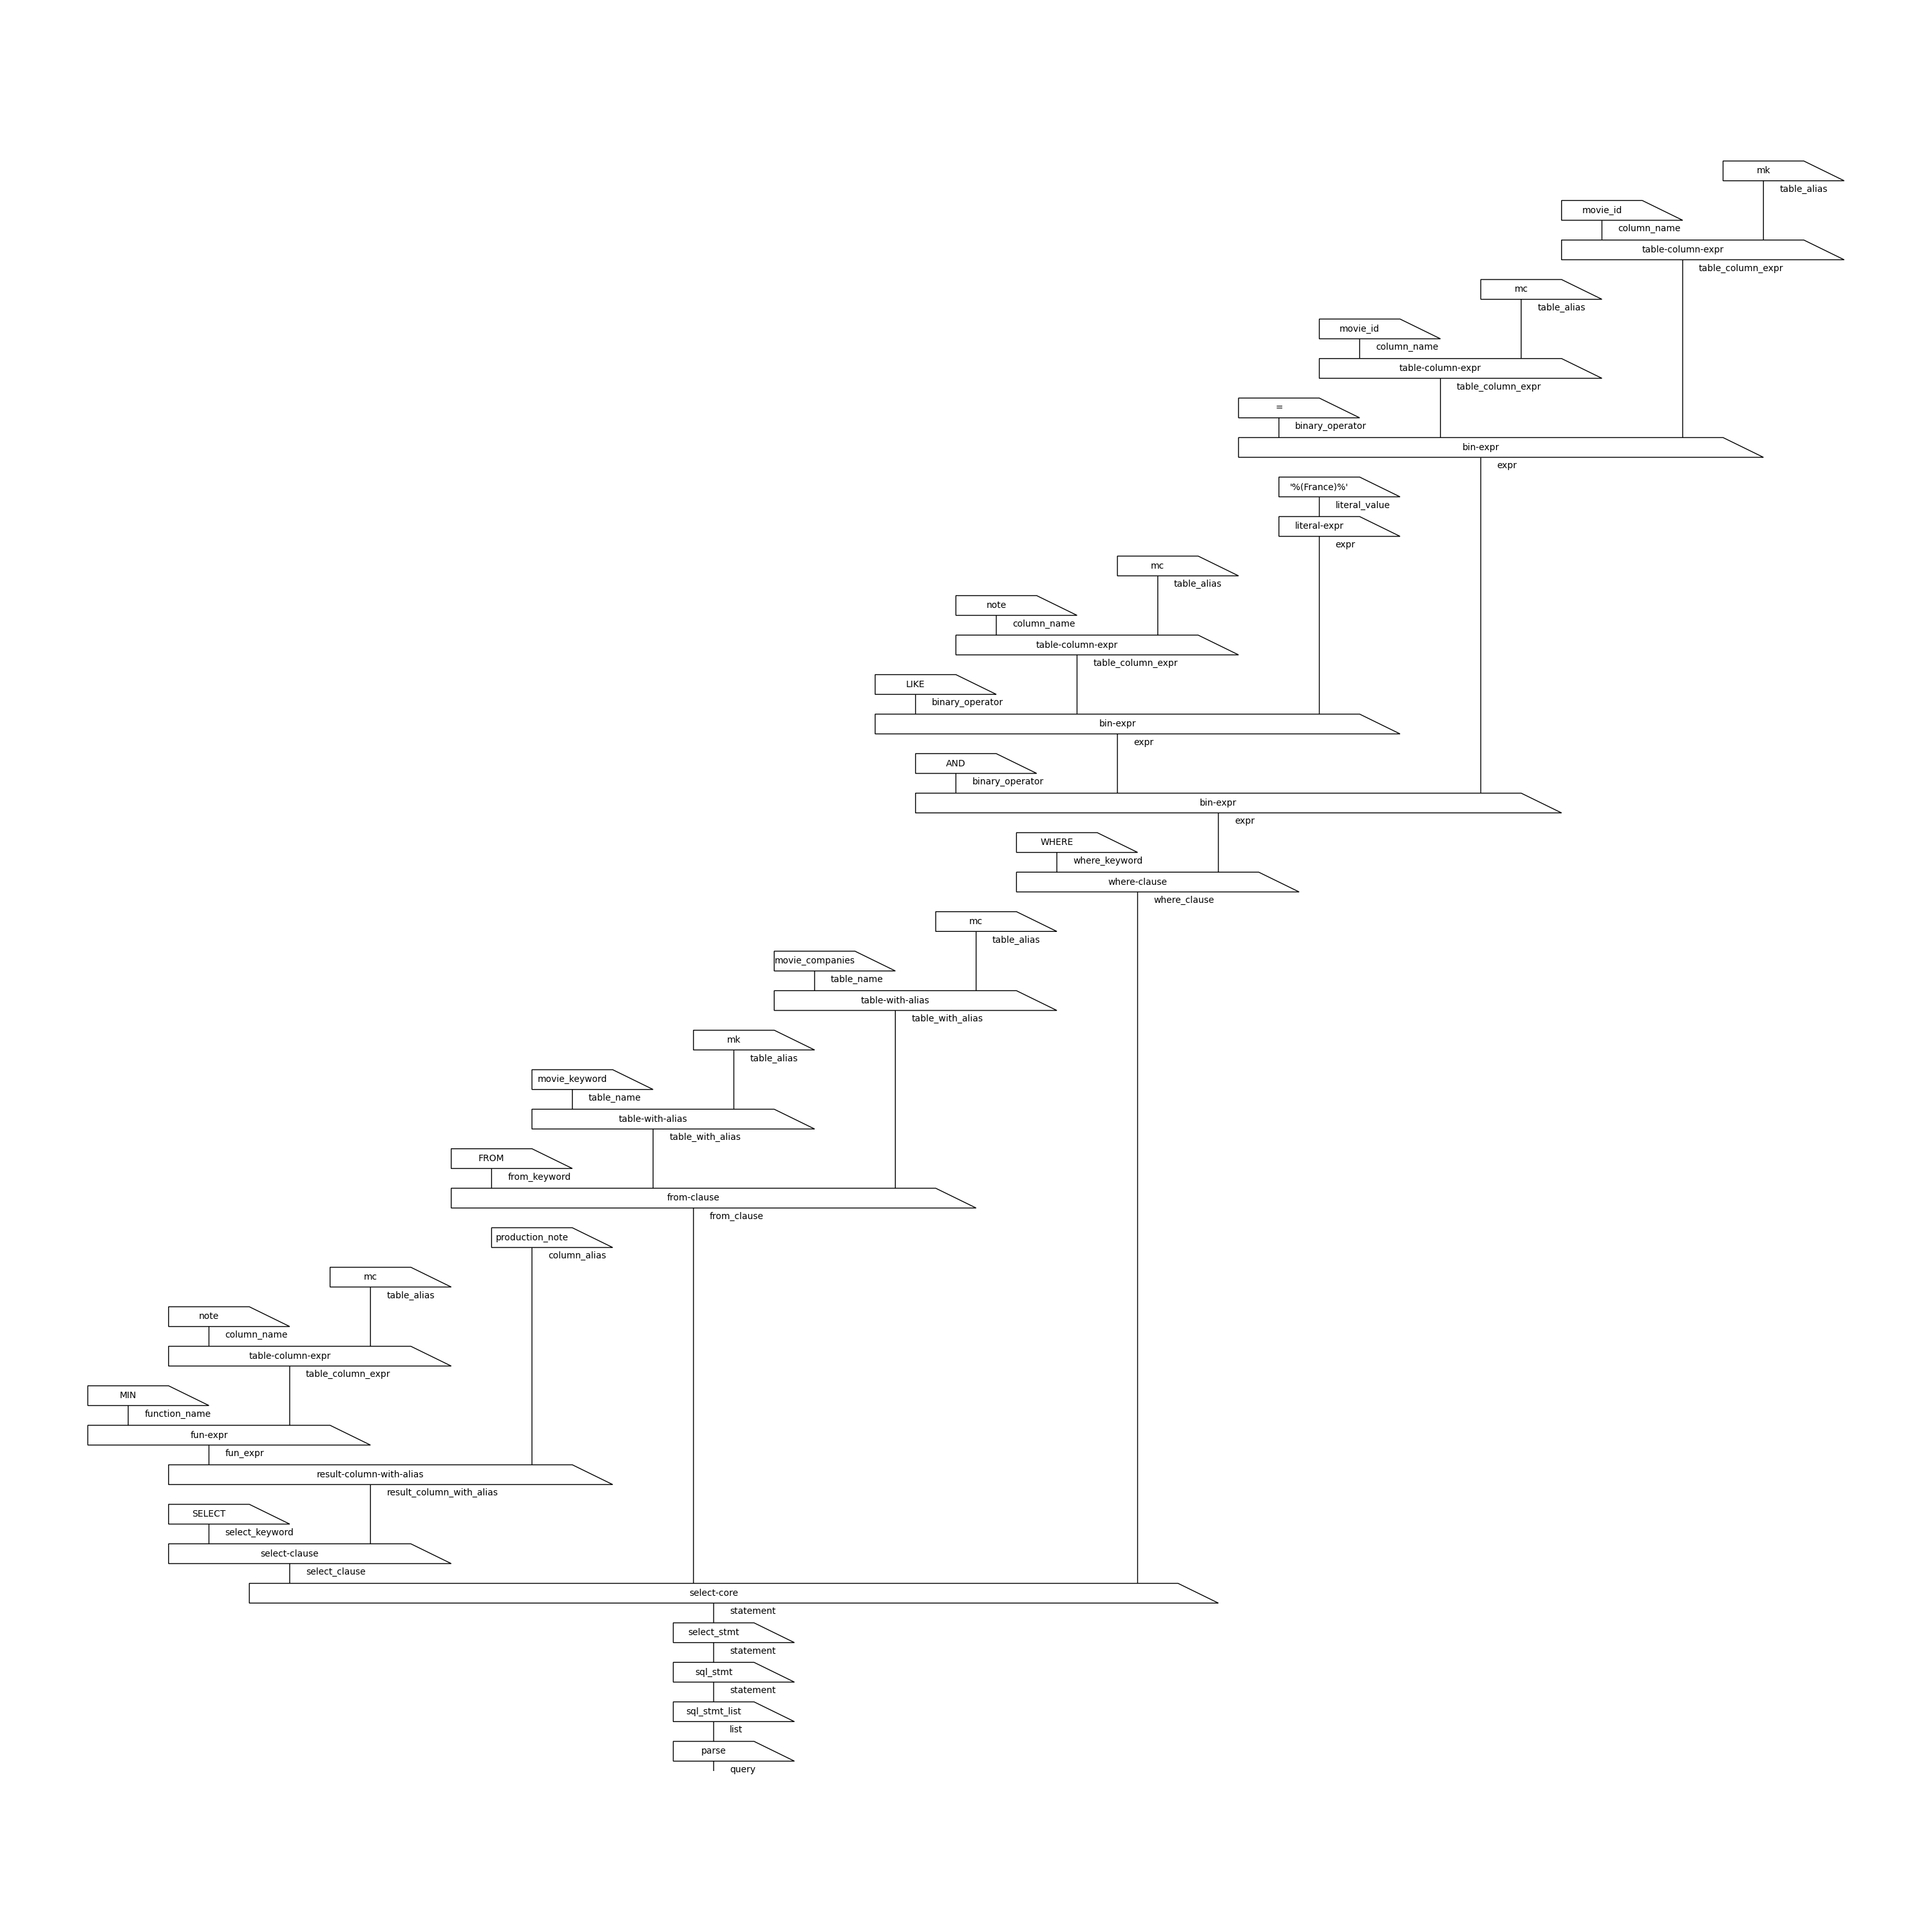 mk
table_alias
movie_id
column_name
table-column-expr
table_column_expr
mc
table_alias
movie_id
column_name
table-column-expr
table_column_expr
=
binary_operator
bin-expr
expr
'%(France)%'
literal_value
literal-expr
expr
mc
table_alias
note
column_name
table-column-expr
table_column_expr
LIKE
binary_operator
bin-expr
expr
AND
binary_operator
bin-expr
expr
WHERE
where_keyword
where-clause
where_clause
mc
table_alias
movie_companies
table_name
table-with-alias
table_with_alias
mk
table_alias
movie_keyword
table_name
table-with-alias
table_with_alias
FROM
from_keyword
from-clause
from_clause
production_note
column_alias
mc
table_alias
note
column_name
table-column-expr
table_column_expr
MIN
function_name
fun-expr
fun_expr
result-column-with-alias
result_column_with_alias
SELECT
select_keyword
select-clause
select_clause
select-core
statement
select_stmt
statement
sql_stmt
statement
sql_stmt_list
list
parse
query